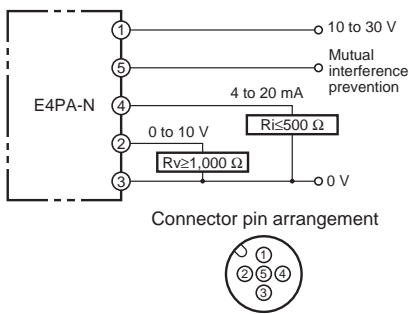 ① 10 to 30 V
⑤ Mutual
interference
prevention
E4PA-N
④ 4 to 20 mA
Ri≤500 Ω
② 0 to 10 V
Rv≥1,000 Ω
③ 0 V
Connector pin arrangement
①
② ⑤ ④
③